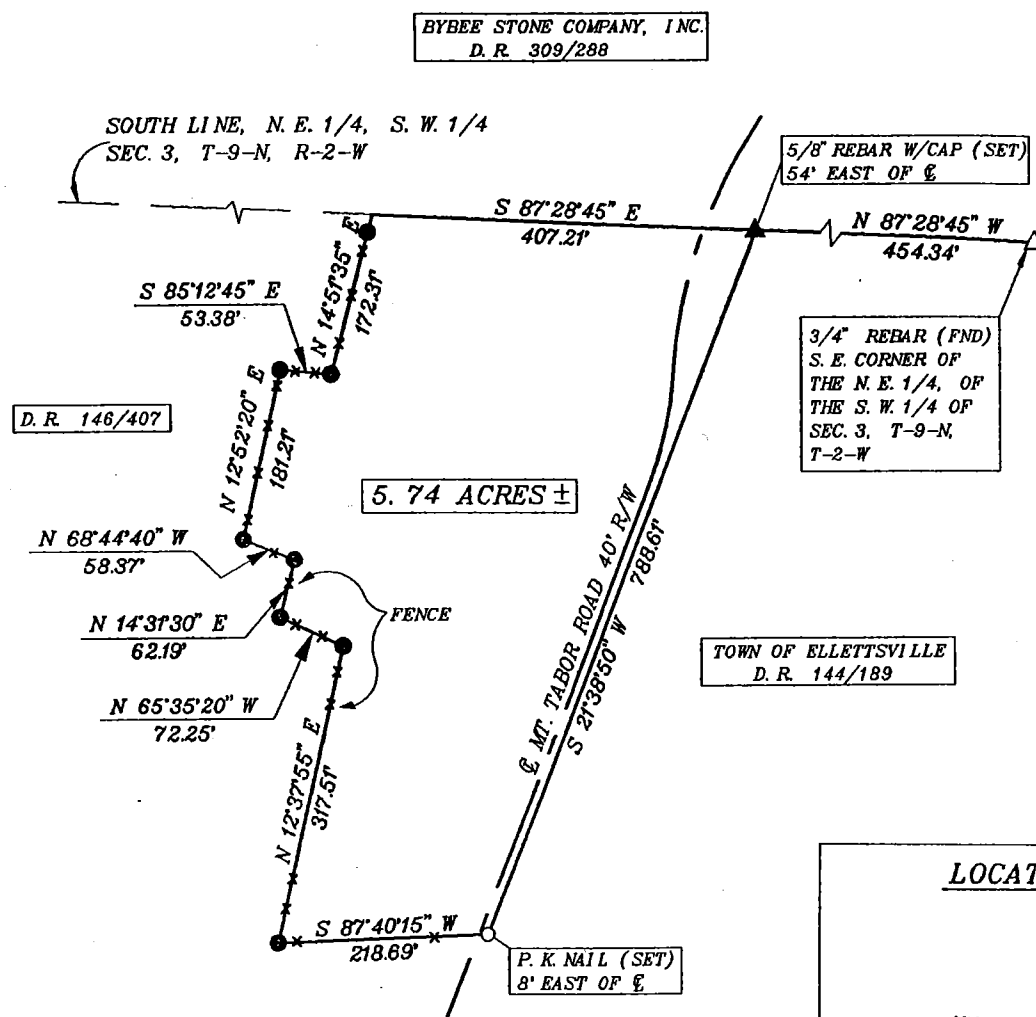 BYBEE STONE COMPANY, INC.
D. R. 309/288
SOUTH LINE, N. E. 1/4, S. W. 1/4
SEC. 3, T-9-N, R-2-W
5/8" REBAR W/CAP (SET)
54' EAST OF ℄
S 87°28'45" E
407.21'
N 87°28'45" W
454.34'
S 85°12'45" E
53.38'
N 14°51'35" E
172.31'
3/4" REBAR (FND)
S. E. CORNER OF
THE N. E. 1/4, OF
THE S. W. 1/4 OF
SEC. 3, T-9-N,
T-2-W
D. R. 146/407
N 12°52'20" E
181.21'
5. 74 ACRES ±
N 68°44'40" W
58.37'
N 14°31'30" E
62.19'
FENCE
N 65°35'20" W
72.25'
℄ MT. TABOR ROAD 40' R/W
S 21°38'50" W
788.61'
TOWN OF ELLETTSVILLE
D. R. 144/189
N 12°37'55" E
317.51'
S 87°40'15" W
218.69'
P. K. NAIL (SET)
8' EAST OF ℄
LOCAT